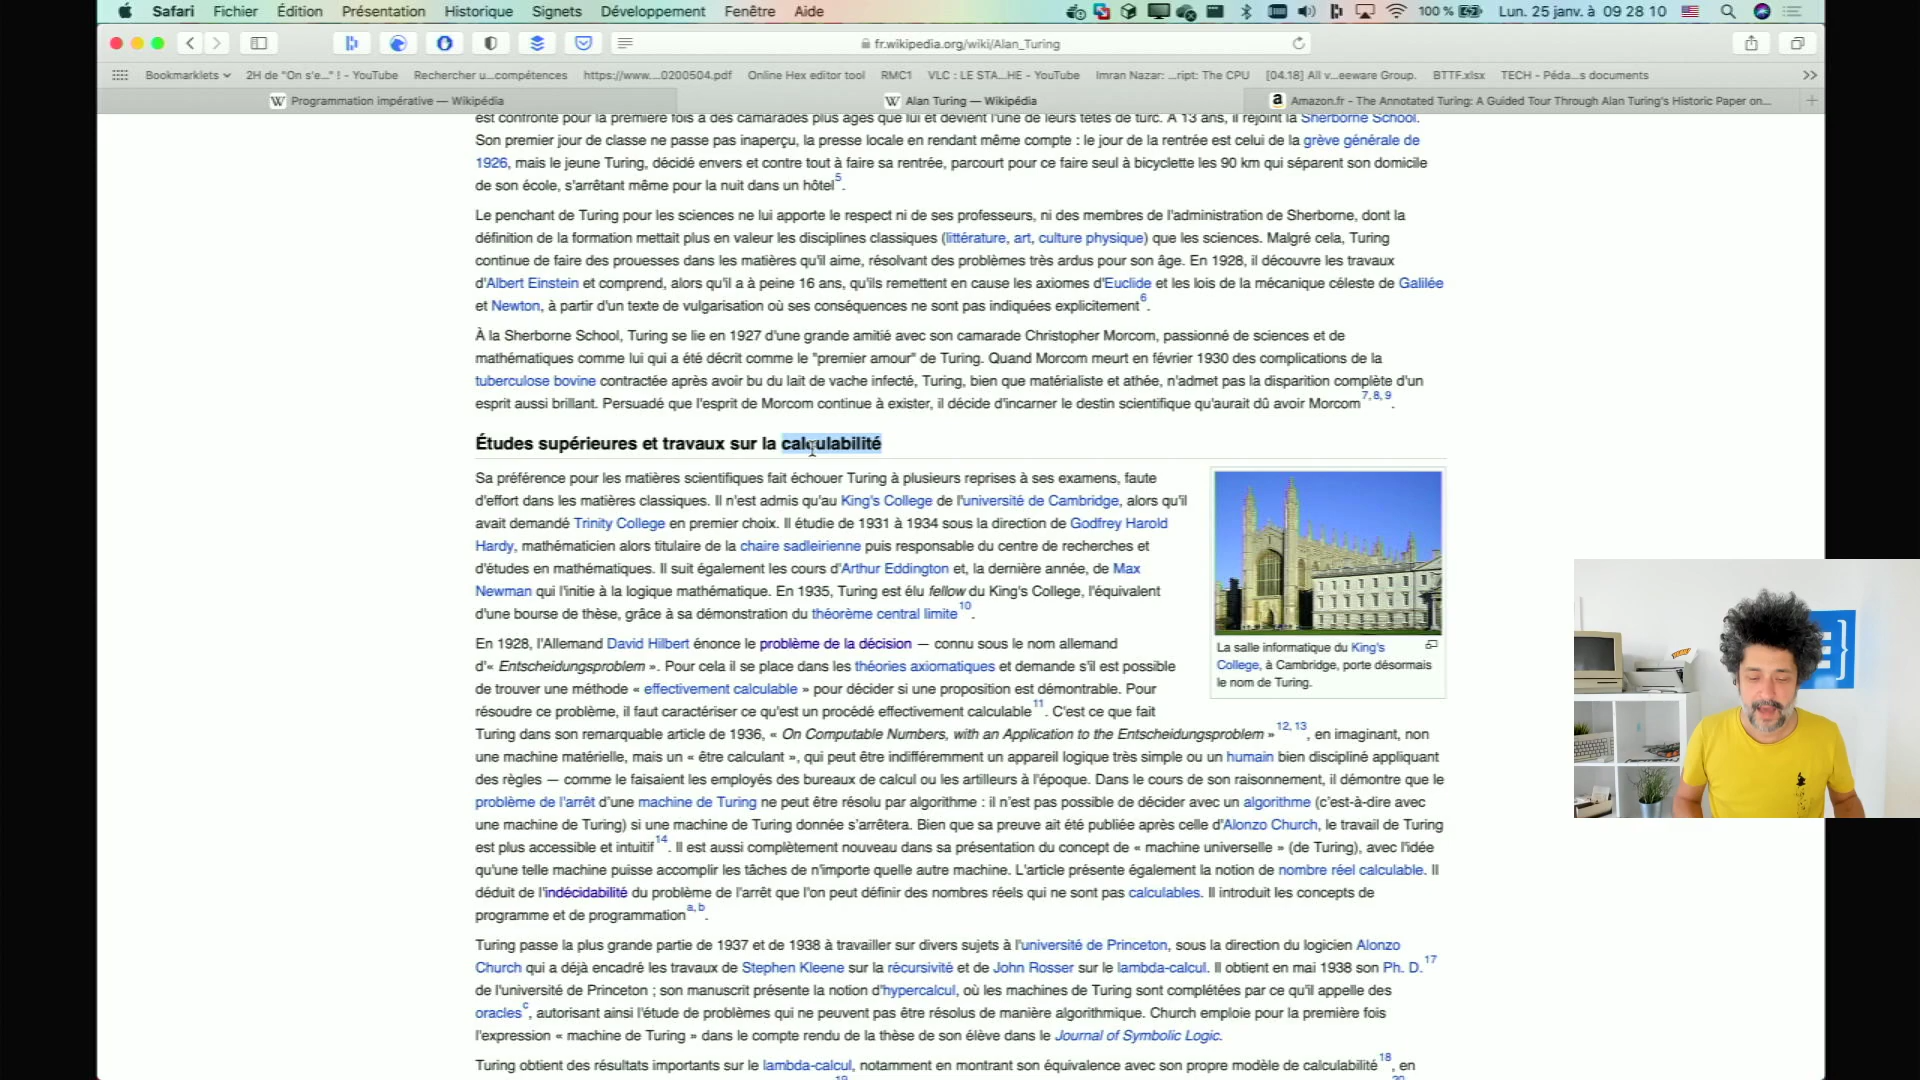 Safari Fichier Édition Présentation Historique Signets Développement Fenêtre Aide 100 % Lun. 25 janv. à 09 28 10
fr.wikipedia.org/wiki/Alan_Turing
Bookmarklets 2H de "On s'e..." ! - YouTube Rechercher u...compétences https://www....0200504.pdf Online Hex editor tool RMC1 VLC : LE STA...HE - YouTube Imran Nazar: ...ript: The CPU [04.18] All v...eeware Group. BTTF.xlsx TECH - Péda...s documents
Programmation impérative — Wikipédia Alan Turing — Wikipédia Amazon.fr - The Annotated Turing: A Guided Tour Through Alan Turing's Historic Paper on...
est confronté pour la première fois à des camarades plus âgés que lui et devient l'une de leurs têtes de turc. À 13 ans, il rejoint la Sherborne School.
Son premier jour de classe ne passe pas inaperçu, la presse locale en rendant même compte : le jour de la rentrée est celui de la grève générale de
1926, mais le jeune Turing, décidé envers et contre tout à faire sa rentrée, parcourt pour ce faire seul à bicyclette les 90 km qui séparent son domicile
de son école, s'arrêtant même pour la nuit dans un hôtel5.
Le penchant de Turing pour les sciences ne lui apporte le respect ni de ses professeurs, ni des membres de l'administration de Sherborne, dont la
définition de la formation mettait plus en valeur les disciplines classiques (littérature, art, culture physique) que les sciences. Malgré cela, Turing
continue de faire des prouesses dans les matières qu'il aime, résolvant des problèmes très ardus pour son âge. En 1928, il découvre les travaux
d'Albert Einstein et comprend, alors qu'il a à peine 16 ans, qu'ils remettent en cause les axiomes d'Euclide et les lois de la mécanique céleste de Galilée
et Newton, à partir d'un texte de vulgarisation où ses conséquences ne sont pas indiquées explicitement6.
À la Sherborne School, Turing se lie en 1927 d'une grande amitié avec son camarade Christopher Morcom, passionné de sciences et de
mathématiques comme lui qui a été décrit comme le "premier amour" de Turing. Quand Morcom meurt en février 1930 des complications de la
tuberculose bovine contractée après avoir bu du lait de vache infecté, Turing, bien que matérialiste et athée, n'admet pas la disparition complète d'un
esprit aussi brillant. Persuadé que l'esprit de Morcom continue à exister, il décide d'incarner le destin scientifique qu'aurait dû avoir Morcom7, 8, 9.
Études supérieures et travaux sur la calculabilité
Sa préférence pour les matières scientifiques fait échouer Turing à plusieurs reprises à ses examens, faute
d'effort dans les matières classiques. Il n'est admis qu'au King's College de l'université de Cambridge, alors qu'il
avait demandé Trinity College en premier choix. Il étudie de 1931 à 1934 sous la direction de Godfrey Harold
Hardy, mathématicien alors titulaire de la chaire sadleirienne puis responsable du centre de recherches et
d'études en mathématiques. Il suit également les cours d'Arthur Eddington et, la dernière année, de Max
Newman qui l'initie à la logique mathématique. En 1935, Turing est élu fellow du King's College, l'équivalent
d'une bourse de thèse, grâce à sa démonstration du théorème central limite10.
La salle informatique du King's
College, à Cambridge, porte désormais
le nom de Turing.
En 1928, l'Allemand David Hilbert énonce le problème de la décision — connu sous le nom allemand
d'« Entscheidungsproblem ». Pour cela il se place dans les théories axiomatiques et demande s'il est possible
de trouver une méthode « effectivement calculable » pour décider si une proposition est démontrable. Pour
résoudre ce problème, il faut caractériser ce qu'est un procédé effectivement calculable11. C'est ce que fait
Turing dans son remarquable article de 1936, « On Computable Numbers, with an Application to the Entscheidungsproblem »12, 13, en imaginant, non
une machine matérielle, mais un « être calculant », qui peut être indifféremment un appareil logique très simple ou un humain bien discipliné appliquant
des règles — comme le faisaient les employés des bureaux de calcul ou les artilleurs à l'époque. Dans le cours de son raisonnement, il démontre que le
problème de l'arrêt d'une machine de Turing ne peut être résolu par algorithme : il n'est pas possible de décider avec un algorithme (c'est-à-dire avec
une machine de Turing) si une machine de Turing donnée s'arrêtera. Bien que sa preuve ait été publiée après celle d'Alonzo Church, le travail de Turing
est plus accessible et intuitif14. Il est aussi complètement nouveau dans sa présentation du concept de « machine universelle » (de Turing), avec l'idée
qu'une telle machine puisse accomplir les tâches de n'importe quelle autre machine. L'article présente également la notion de nombre réel calculable. Il
déduit de l'indécidabilité du problème de l'arrêt que l'on peut définir des nombres réels qui ne sont pas calculables. Il introduit les concepts de
programme et de programmationa, b.
Turing passe la plus grande partie de 1937 et de 1938 à travailler sur divers sujets à l'université de Princeton, sous la direction du logicien Alonzo
Church qui a déjà encadré les travaux de Stephen Kleene sur la récursivité et de John Rosser sur le lambda-calcul. Il obtient en mai 1938 son Ph. D.17
de l'université de Princeton ; son manuscrit présente la notion d'hypercalcul, où les machines de Turing sont complétées par ce qu'il appelle des
oraclesc, autorisant ainsi l'étude de problèmes qui ne peuvent pas être résolus de manière algorithmique. Church emploie pour la première fois
l'expression « machine de Turing » dans le compte rendu de la thèse de son élève dans le Journal of Symbolic Logic.
Turing obtient des résultats importants sur le lambda-calcul, notamment en montrant son équivalence avec son propre modèle de calculabilité18, en